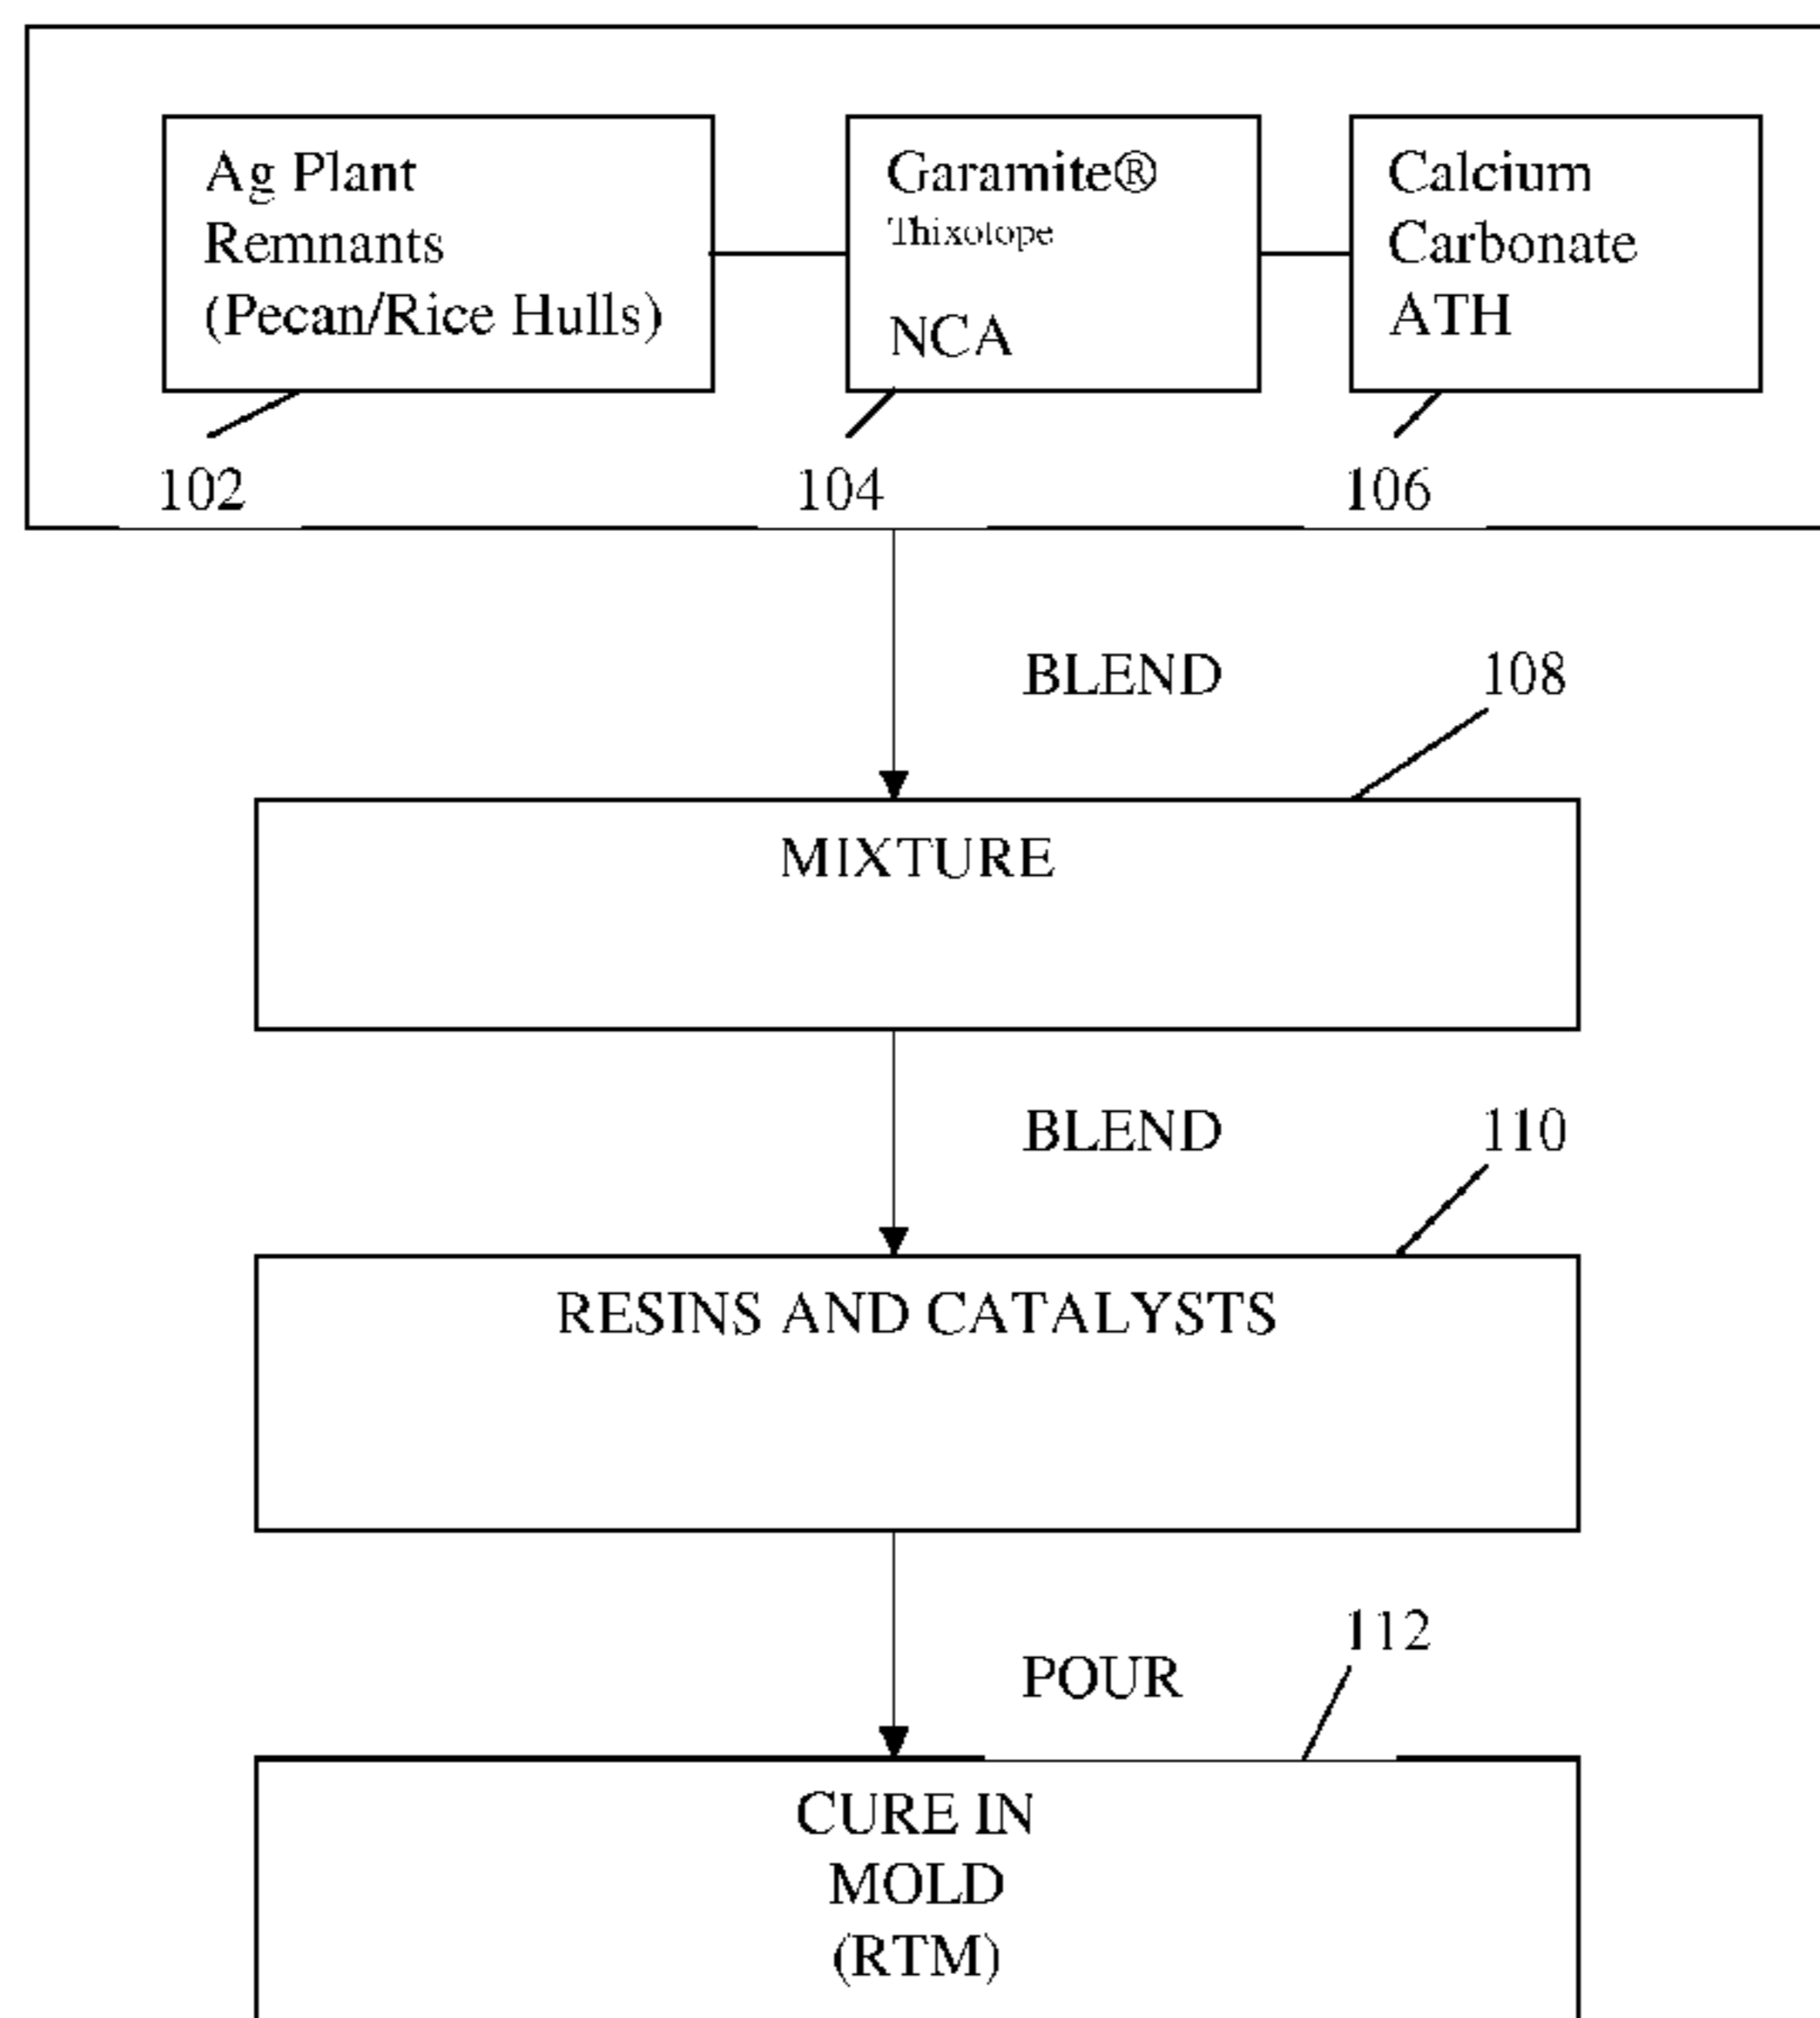 Ag Plant
Remnants
(Pecan/Rice Hulls)
Garamite®
Thixotope
NCA
Calcium
Carbonate
ATH
102
104
106
BLEND
108
MIXTURE
BLEND
110
RESINS AND CATALYSTS
112
POUR
CURE IN
MOLD
(RTM)